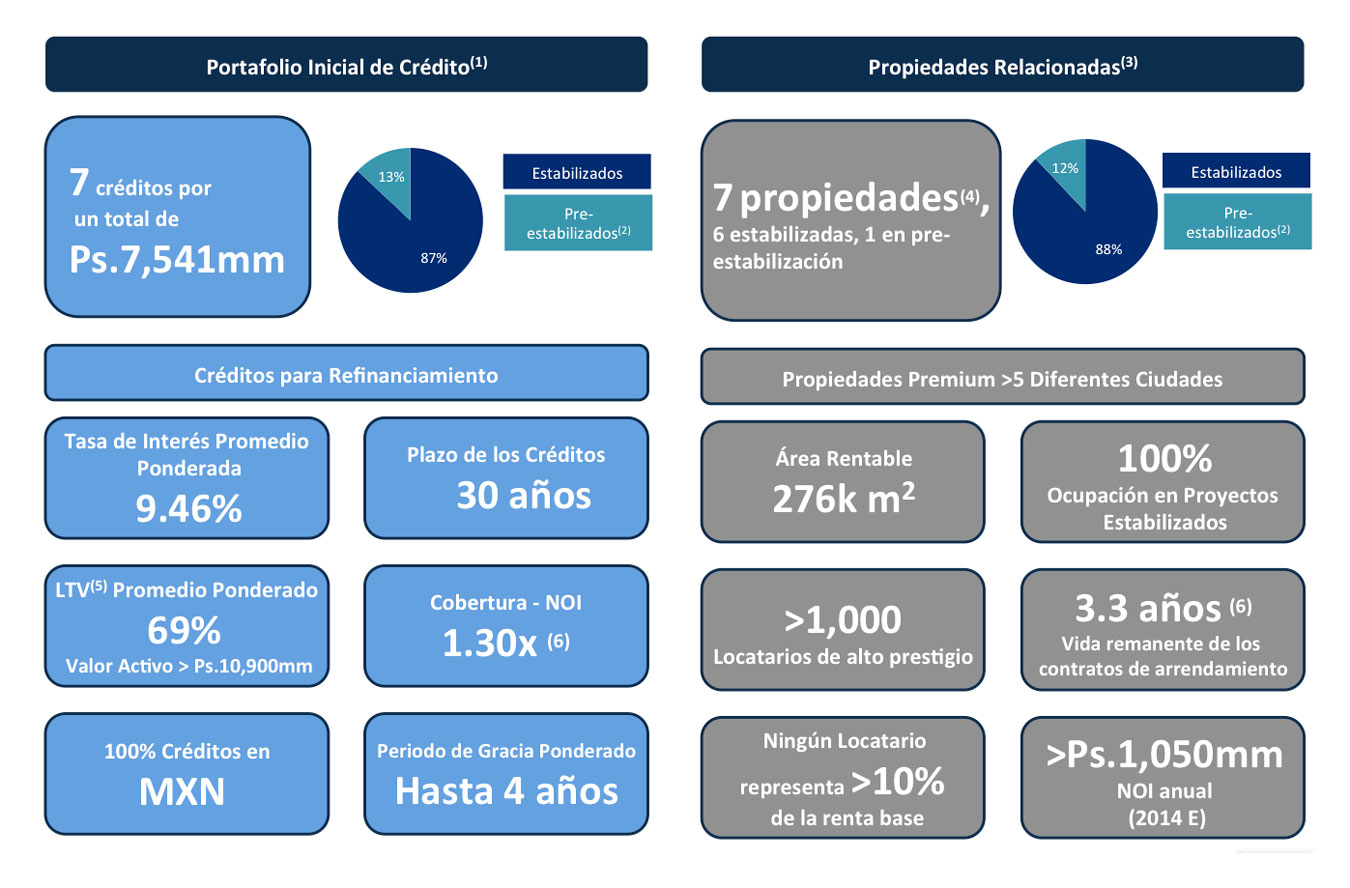 Portafolio Inicial de Crédito(1)
7 créditos por
un total de
Ps.7,541mm
13%
87%
Estabilizados
Pre-
estabilizados(2)
Créditos para Refinanciamiento
Tasa de Interés Promedio
Ponderada
9.46%
Plazo de los Créditos
30 años
LTV(5) Promedio Ponderado
69%
Valor Activo > Ps.10,900mm
Cobertura - NOI
1.30x (6)
100% Créditos en
MXN
Periodo de Gracia Ponderado
Hasta 4 años
Propiedades Relacionadas(3)
7 propiedades(4),
6 estabilizadas, 1 en pre-
estabilización
12%
88%
Estabilizados
Pre-
estabilizados(2)
Propiedades Premium >5 Diferentes Ciudades
Área Rentable
276k m2
100%
Ocupación en Proyectos
Estabilizados
>1,000
Locatarios de alto prestigio
3.3 años (6)
Vida remanente de los
contratos de arrendamiento
Ningún Locatario
representa >10%
de la renta base
>Ps.1,050mm
NOI anual
(2014 E)